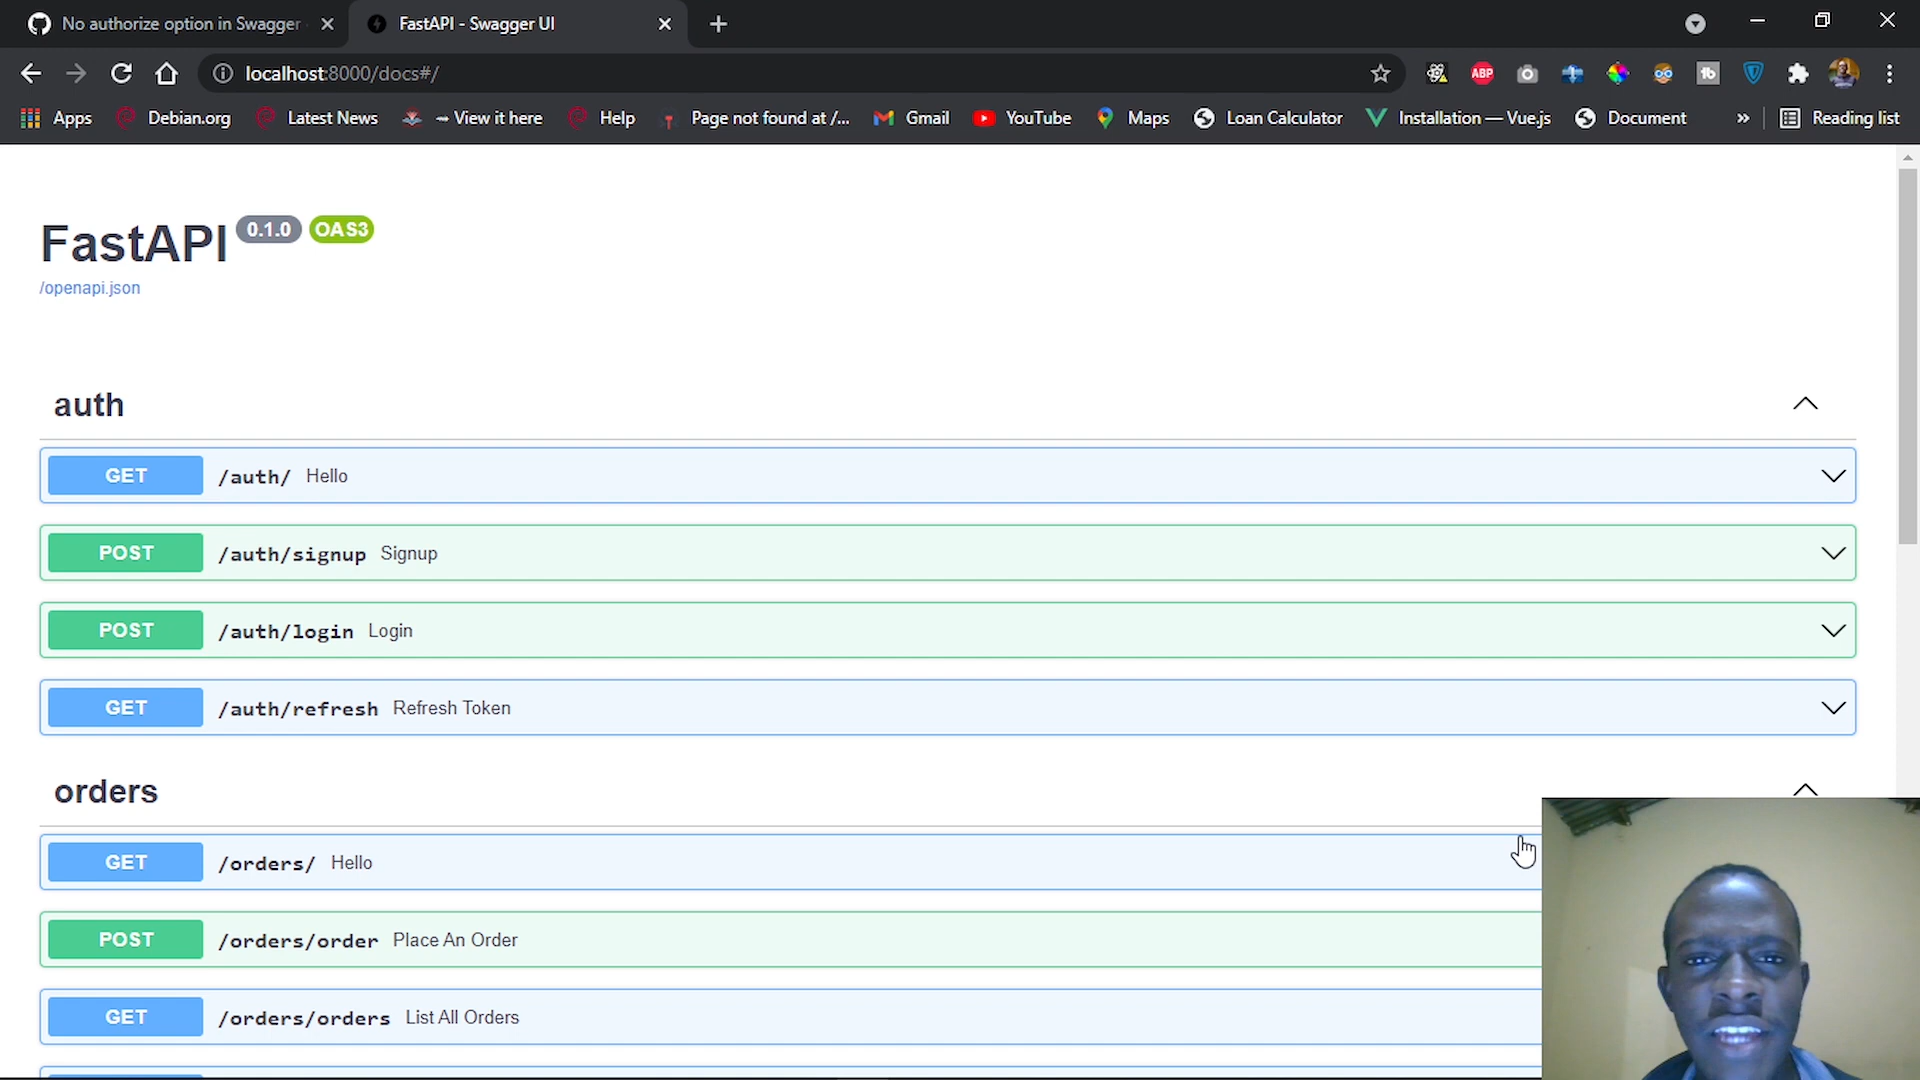 No authorize option in Swagger
FastAPI - Swagger UI
localhost:8000/docs#/
ABP
tb
Apps
Debian.org
Latest News
→ View it here
Help
Page not found at /...
Gmail
YouTube
Maps
Loan Calculator
Installation — Vue.js
Document
»
Reading list
FastAPI 0.1.0 OAS3
/openapi.json
auth
GET /auth/ Hello
POST /auth/signup Signup
POST /auth/login Login
GET /auth/refresh Refresh Token
orders
GET /orders/ Hello
POST /orders/order Place An Order
GET /orders/orders List All Orders